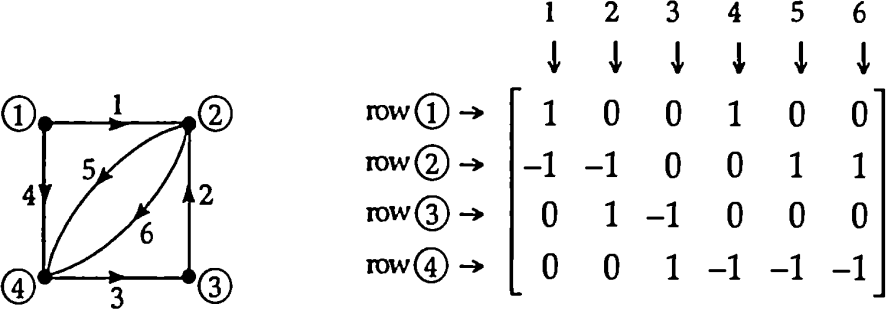 1 2 3 4 5 6
↓ ↓ ↓ ↓ ↓ ↓
① 1 ②
5
4 2
6
④ 3 ③
row ① → 1 0 0 1 0 0
row ② → −1 −1 0 0 1 1
row ③ → 0 1 −1 0 0 0
row ④ → 0 0 1 −1 −1 −1